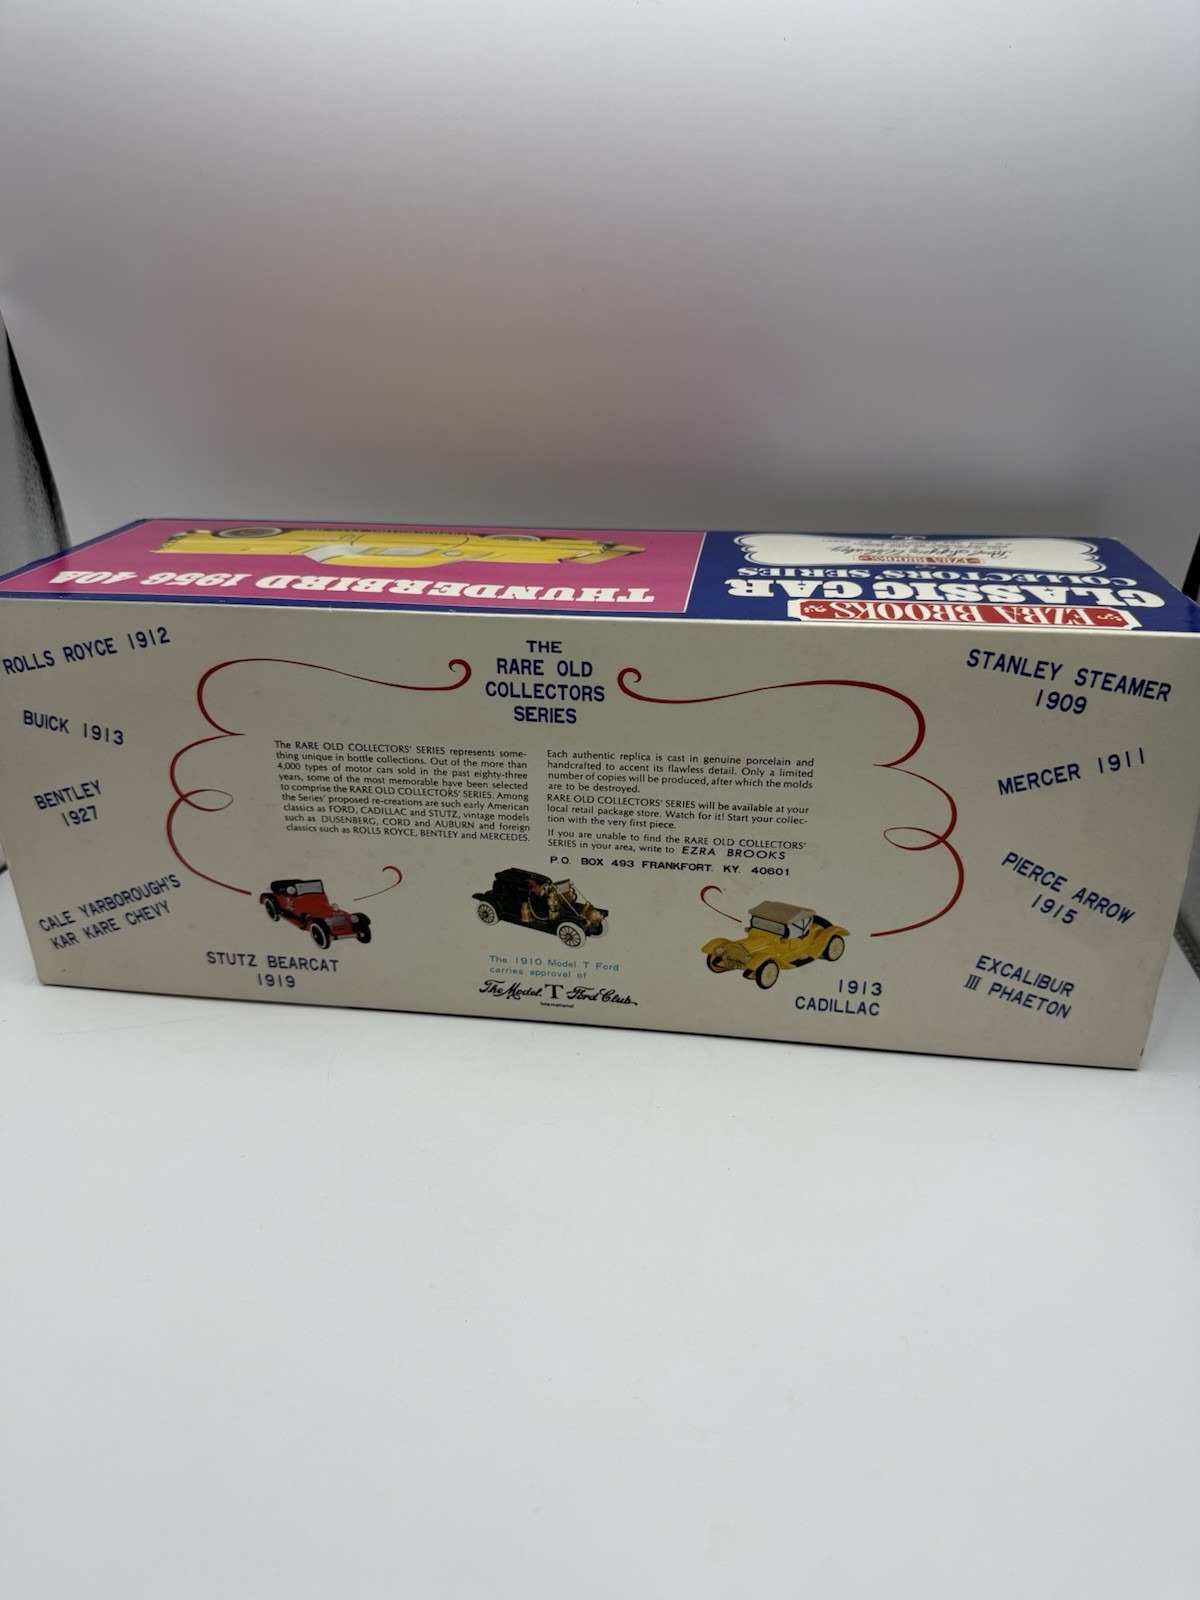 THUNDERBIRD 1956 40A
EZRA BROOKS
CLASSIC CAR
COLLECTORS' SERIES
EZRA BROOKS
ROLLS ROYCE 1912
BUICK 1913
BENTLEY
1927
CALE YARBOROUGH'S
KAR KARE CHEVY
STUTZ BEARCAT
1919
THE
RARE OLD
COLLECTORS
SERIES
The RARE OLD COLLECTORS' SERIES represents some-
thing unique in bottle collections. Out of the more than
4,000 types of motor cars sold in the past eighty-three
years, some of the most memorable have been selected
to comprise the RARE OLD COLLECTORS' SERIES. Among
the Series' proposed re-creations are such early American
classics as FORD, CADILLAC and STUTZ, vintage models
such as DUSENBERG, CORD and AUBURN and foreign
classics such as ROLLS ROYCE, BENTLEY and MERCEDES.
Each authentic replica is cast in genuine porcelain and
handcrafted to accent its flawless detail. Only a limited
number of copies will be produced, after which the molds
are to be destroyed.
RARE OLD COLLECTORS' SERIES will be available at your
local retail package store. Watch for it! Start your collec-
tion with the very first piece.
If you are unable to find the RARE OLD COLLECTORS'
SERIES in your area, write to EZRA BROOKS
P.O. BOX 493 FRANKFORT. KY. 40601
The 1910 Model T Ford
carries approval of
The Model T Ford Club
International
1913
CADILLAC
STANLEY STEAMER
1909
MERCER 1911
PIERCE ARROW
1915
EXCALIBUR
III PHAETON